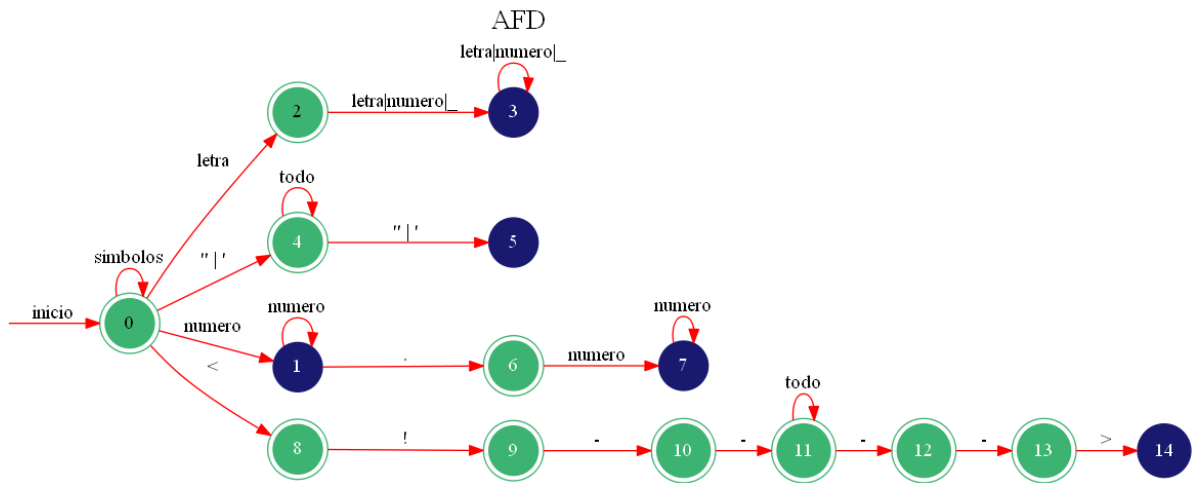 AFD
letra|numero|_
2
letra|numero|_
3
letra
todo
4
"|'
5
simbolos
"|'
inicio
0
numero
numero
1
.
6
numero
numero
7
<
todo
8
!
9
-
10
-
11
-
12
-
13
>
14